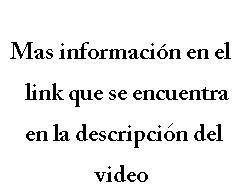 Mas información en el
link que se encuentra
en la descripción del
video